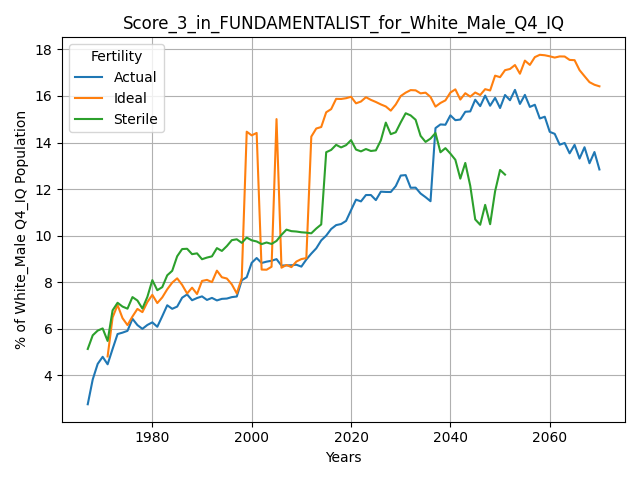 Score_3_in_FUNDAMENTALIST_for_White_Male_Q4_IQ
Fertility
Actual
Ideal
Sterile
% of White_Male Q4_IQ Population
18
16
14
12
10
8
6
4
1980 2000 2020 2040 2060
Years